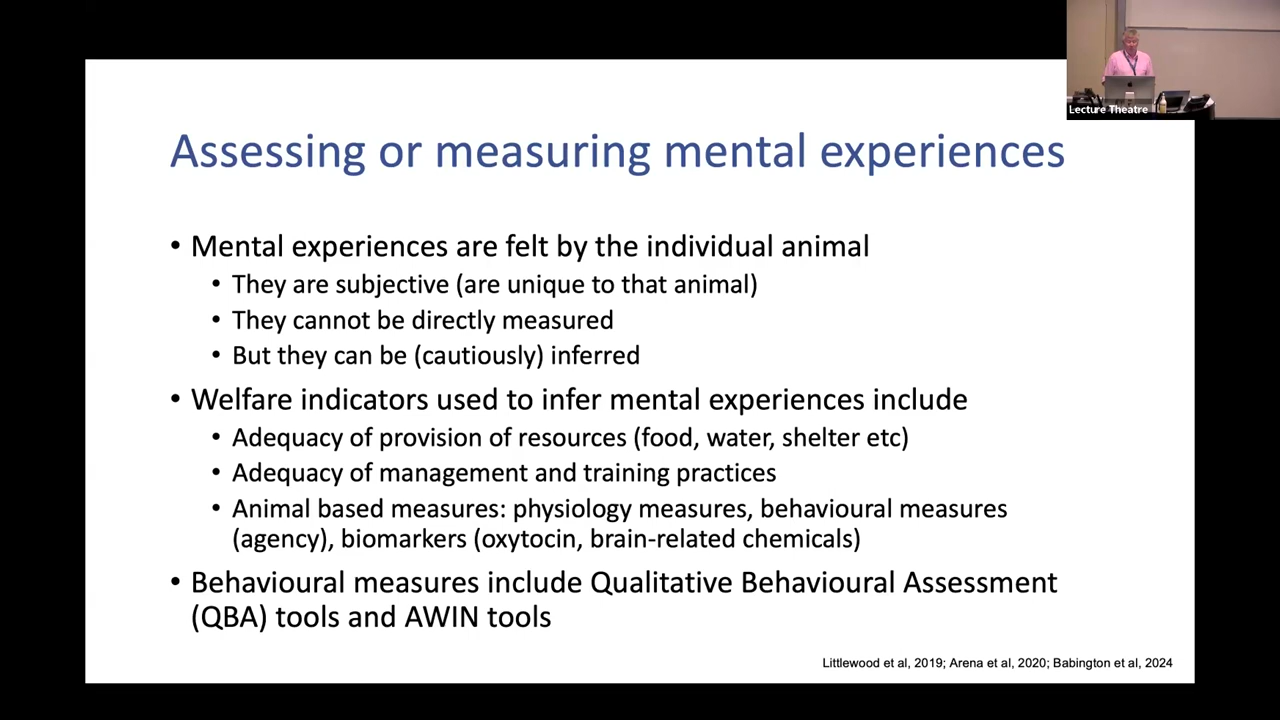 Lecture Theatre
Assessing or measuring mental experiences
• Mental experiences are felt by the individual animal
• They are subjective (are unique to that animal)
• They cannot be directly measured
• But they can be (cautiously) inferred
• Welfare indicators used to infer mental experiences include
• Adequacy of provision of resources (food, water, shelter etc)
• Adequacy of management and training practices
• Animal based measures: physiology measures, behavioural measures
(agency), biomarkers (oxytocin, brain-related chemicals)
• Behavioural measures include Qualitative Behavioural Assessment
(QBA) tools and AWIN tools
Littlewood et al, 2019; Arena et al, 2020; Babington et al, 2024